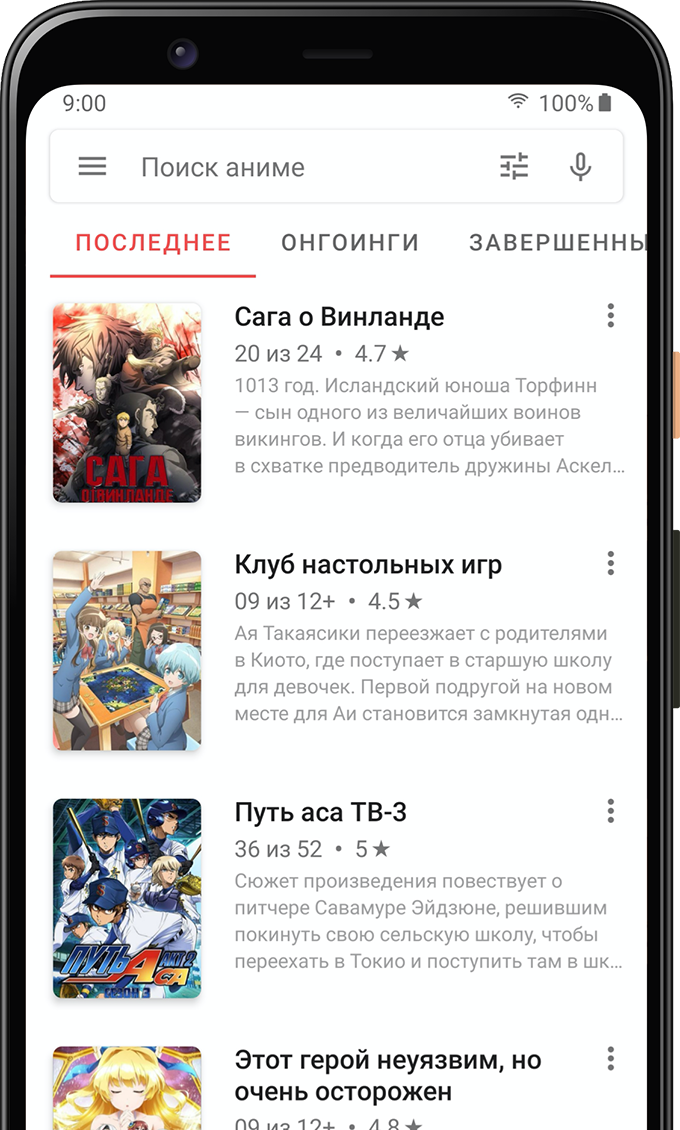 9:00 100%
Поиск аниме
ПОСЛЕДНЕЕ ОНГОИНГИ ЗАВЕРШЕННЫ
Сага о Винланде
20 из 24 • 4.7 ★
1013 год. Исландский юноша Торфинн
— сын одного из величайших воинов
викингов. И когда его отца убивает
в схватке предводитель дружины Аскел...
САГА
О ВИНЛАНДЕ
Клуб настольных игр
09 из 12+ • 4.5 ★
Ая Такаясики переезжает с родителями
в Киото, где поступает в старшую школу
для девочек. Первой подругой на новом
месте для Аи становится замкнутая одн...
Путь аса ТВ-3
36 из 52 • 5 ★
Сюжет произведения повествует о
питчере Савамуре Эйдзюне, решившим
покинуть свою сельскую школу, чтобы
переехать в Токио и поступить там в шк...
ПУТЬ АСА АКТ 2
СЕЗОН 3
Этот герой неуязвим, но
очень осторожен
09 из 12+ • 4.8 ★